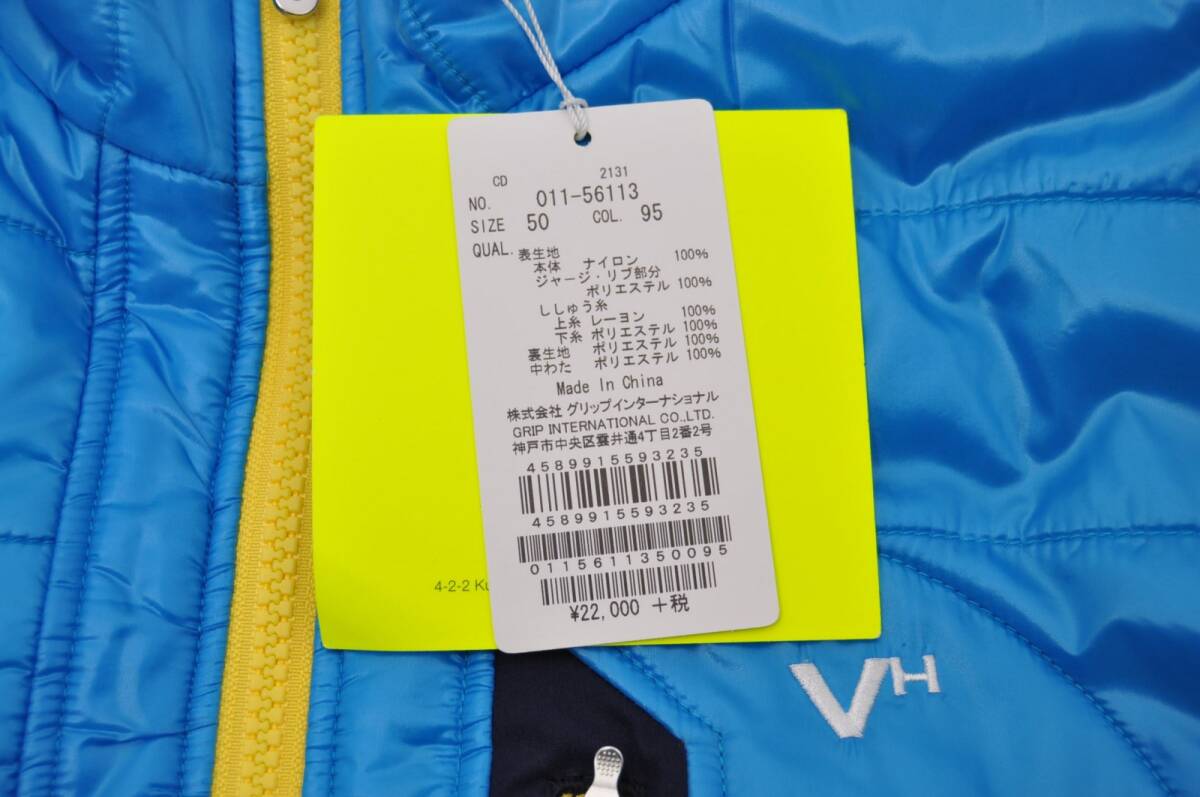 CD 2131
NO. 011-56113
SIZE 50 COL. 95
QUAL. 表生地
本体 ナイロン 100%
ジャージ・リブ部分
ポリエステル 100%
ししゅう糸
上糸 レーヨン 100%
下糸 ポリエステル 100%
裏生地 ポリエステル 100%
中わた ポリエステル 100%
Made In China
株式会社 グリップインターナショナル
GRIP INTERNATIONAL CO.,LTD.
神戸市中央区雲井通4丁目2番2号
4589915593235
4589915593235
0115611350095
¥22,000 +税
4-2-2 Ku
VH